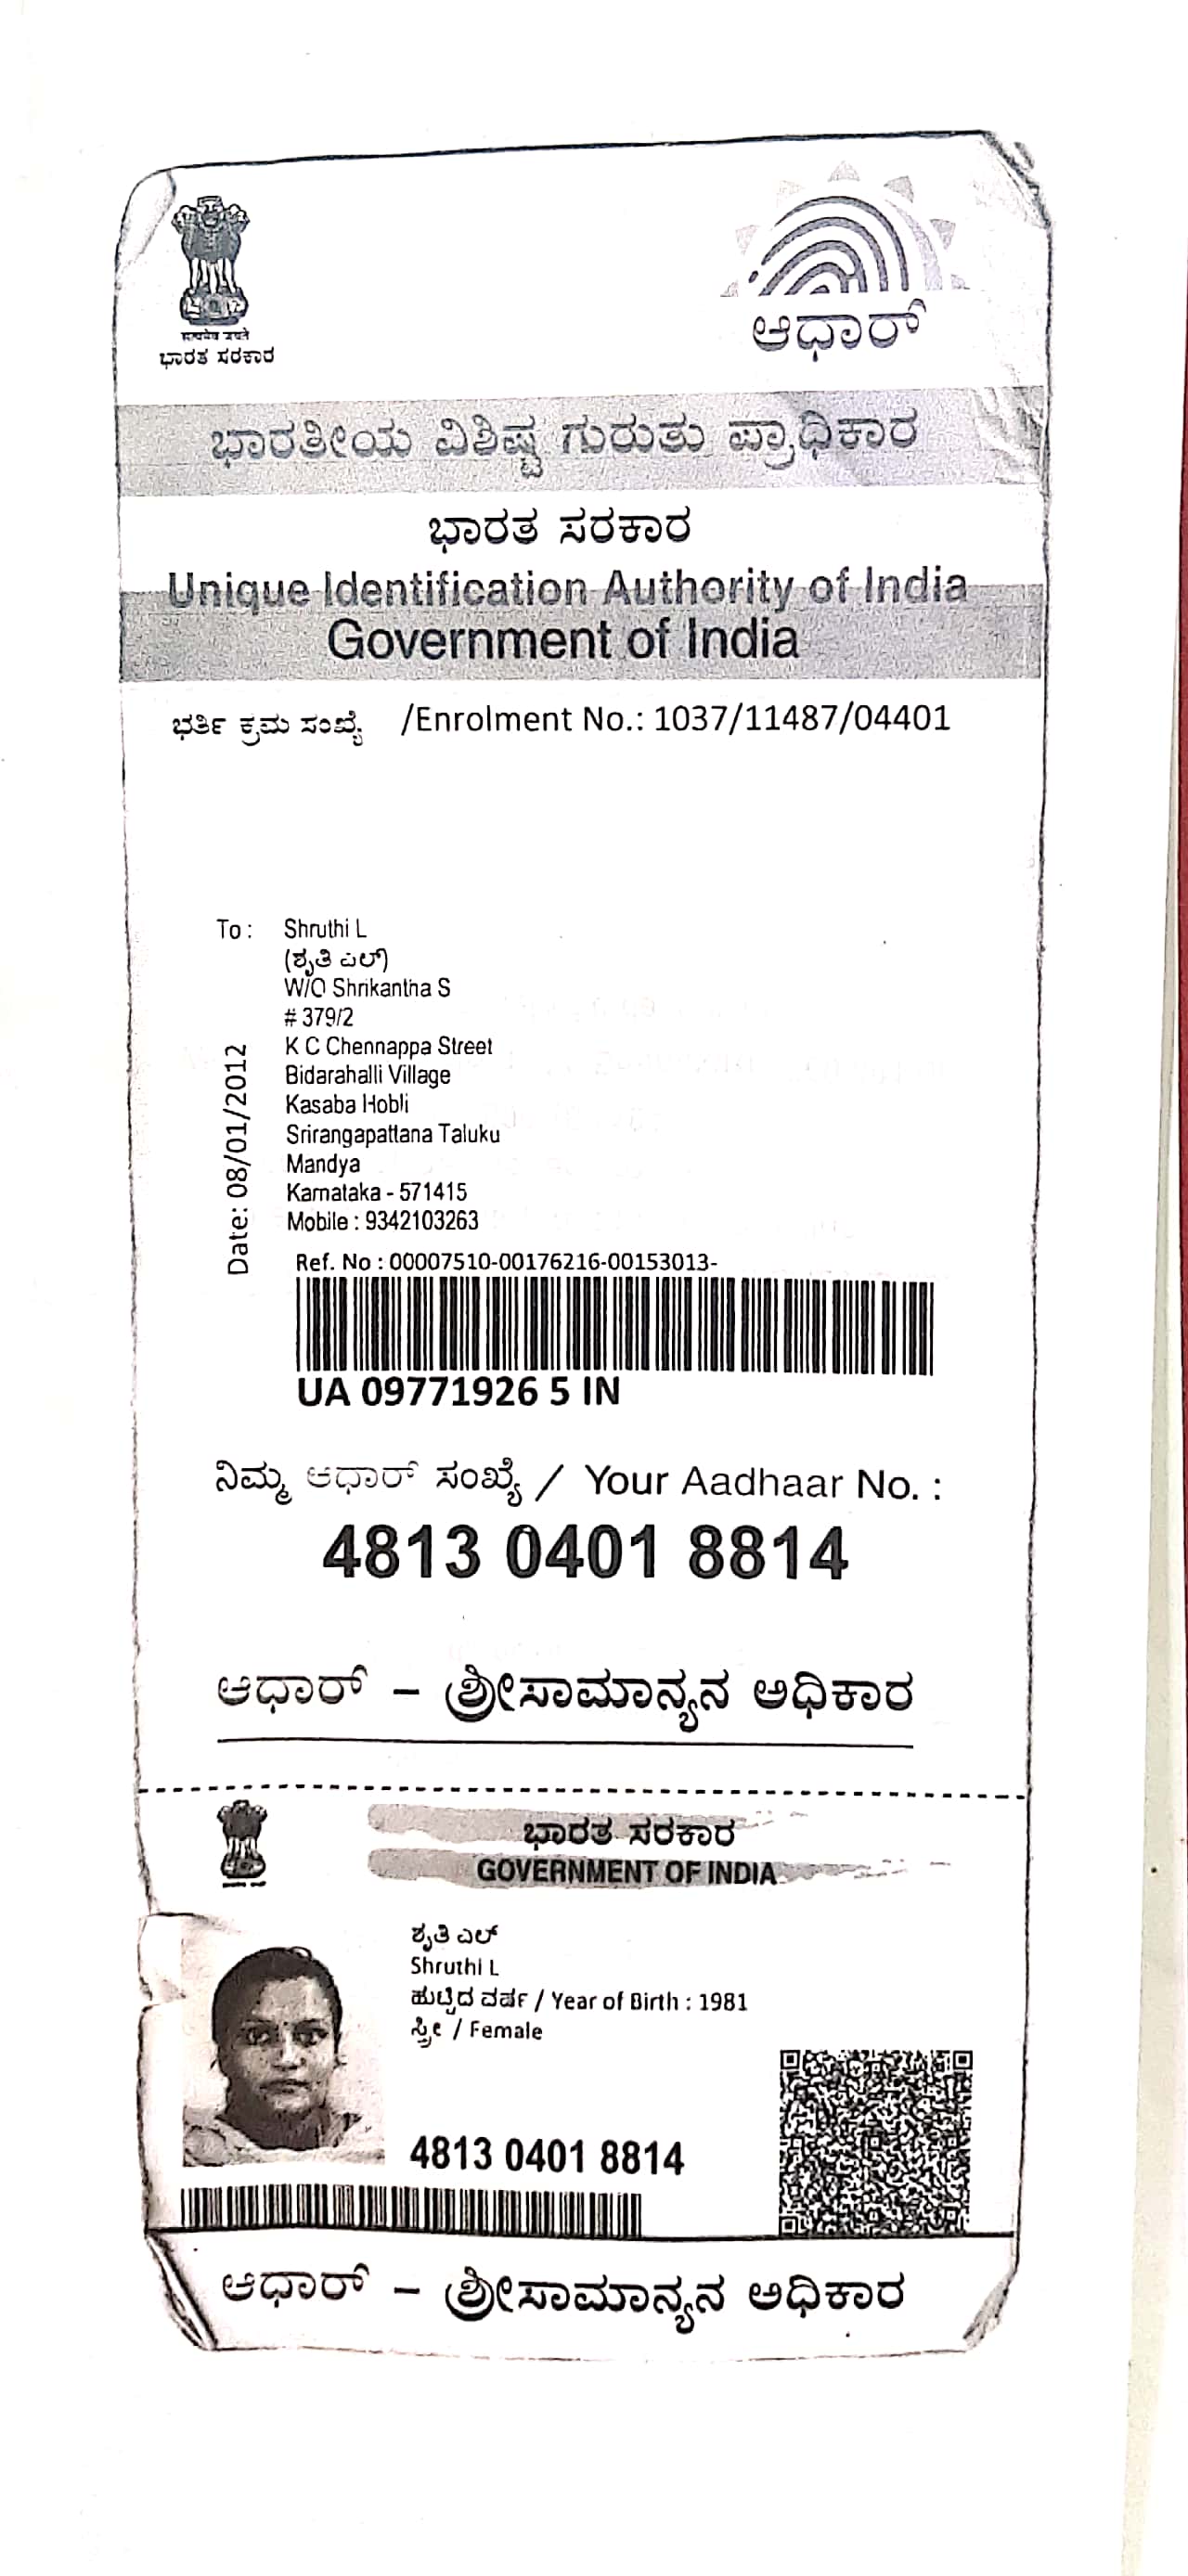 सत्यमेव जयते
ಭಾರತ ಸರಕಾರ
ಆಧಾರ್
ಭಾರತೀಯ ವಿಶಿಷ್ಟ ಗುರುತು ಪ್ರಾಧಿಕಾರ
ಭಾರತ ಸರಕಾರ
Unique Identification Authority of India
Government of India
ಭರ್ತಿ ಕ್ರಮ ಸಂಖ್ಯೆ /Enrolment No.: 1037/11487/04401
To : Shruthi L
(ಶೃತಿ ಎಲ್)
W/O Shrikantha S
# 379/2
K C Chennappa Street
Bidarahalli Village
Kasaba Hobli
Srirangapattana Taluku
Mandya
Karnataka - 571415
Mobile : 9342103263
Date: 08/01/2012
Ref. No : 00007510-00176216-00153013-
UA 09771926 5 IN
ನಿಮ್ಮ ಆಧಾರ್ ಸಂಖ್ಯೆ / Your Aadhaar No. :
4813 0401 8814
ಆಧಾರ್ – ಶ್ರೀಸಾಮಾನ್ಯನ ಅಧಿಕಾರ
ಭಾರತ ಸರಕಾರ
GOVERNMENT OF INDIA
ಶೃತಿ ಎಲ್
Shruthi L
ಹುಟ್ಟಿದ ವರ್ಷ / Year of Birth : 1981
ಸ್ತ್ರೀ / Female
4813 0401 8814
ಆಧಾರ್ – ಶ್ರೀಸಾಮಾನ್ಯನ ಅಧಿಕಾರ